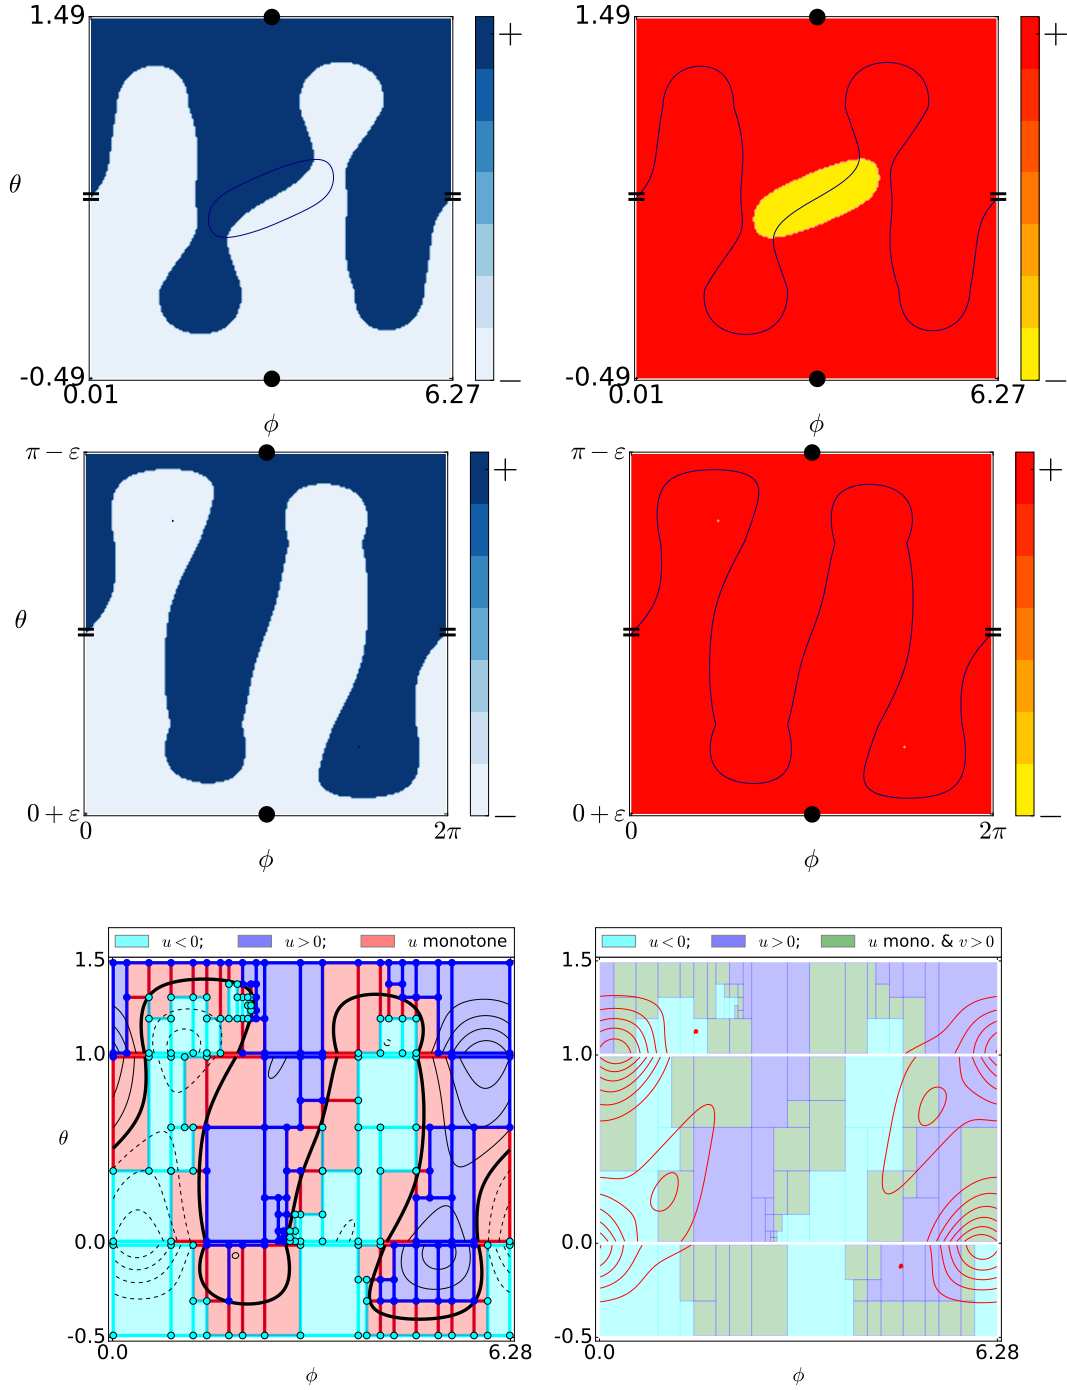 1.49
+
1.49
+
θ
-0.49
−
-0.49
−
0.01
6.27
0.01
6.27
ϕ
ϕ
π − ε
+
π − ε
+
θ
θ
0 + ε
−
0 + ε
−
0
2π
0
2π
ϕ
ϕ
u < 0;
u > 0;
u monotone
u < 0;
u > 0;
u mono. & v > 0
1.5
1.5
1.0
1.0
θ
0.0
0.0
-0.5
-0.5
0.0
6.28
0.0
6.28
ϕ
ϕ